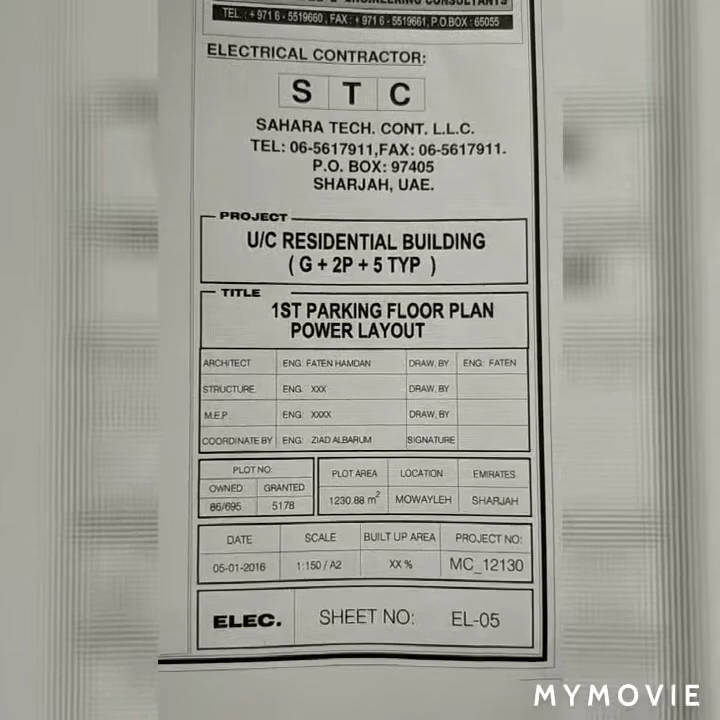 & ENGINEERING CONSULTANTS
TEL. : + 971 6 - 5519660 , FAX : + 971 6 - 5519661, P.O.BOX : 65055
ELECTRICAL CONTRACTOR:
S T C
SAHARA TECH. CONT. L.L.C.
TEL: 06-5617911,FAX: 06-5617911.
P.O. BOX: 97405
SHARJAH, UAE.
PROJECT
U/C RESIDENTIAL BUILDING
( G + 2P + 5 TYP )
TITLE
1ST PARKING FLOOR PLAN
POWER LAYOUT
ARCHITECT ENG: FATEN HAMDAN DRAW, BY ENG: FATEN
STRUCTURE ENG: XXX DRAW, BY
M.E.P ENG: XXXX DRAW, BY
COORDINATE BY ENG: ZIAD ALBARUM SIGNATURE
PLOT NO: PLOT AREA LOCATION EMIRATES
OWNED GRANTED
86/695 5178 1230.88 m² MOWAYLEH SHARJAH
DATE SCALE BUILT UP AREA PROJECT NO:
05-01-2016 1:150 / A2 XX % MC_12130
ELEC. SHEET NO: EL-05
MYMOVIE